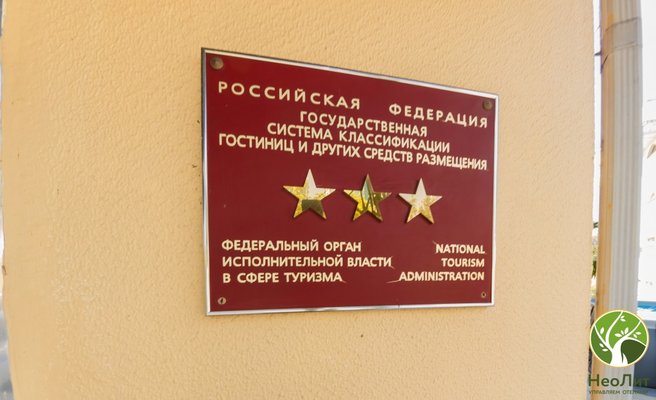 РОССИЙСКАЯ ФЕДЕРАЦИЯ
ГОСУДАРСТВЕННАЯ
СИСТЕМА КЛАССИФИКАЦИИ
ГОСТИНИЦ И ДРУГИХ СРЕДСТВ РАЗМЕЩЕНИЯ
ФЕДЕРАЛЬНЫЙ ОРГАН
ИСПОЛНИТЕЛЬНОЙ ВЛАСТИ
В СФЕРЕ ТУРИЗМА
NATIONAL
TOURISM
ADMINISTRATION
НеоЛит
УПРАВЛЯЕМ